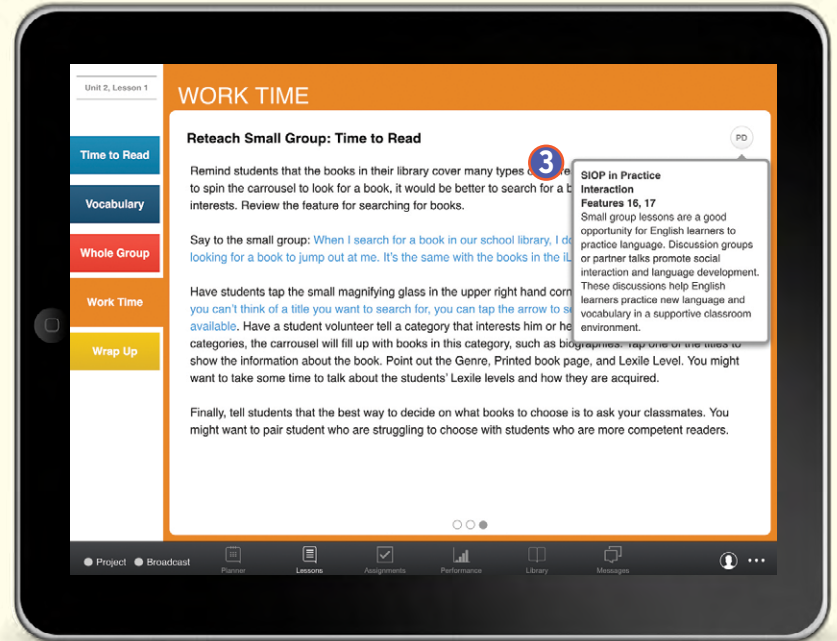 Unit 2, Lesson 1
WORK TIME
Time to Read
Vocabulary
Whole Group
Work Time
Wrap Up
Reteach Small Group: Time to Read
PD
3
Remind students that the books in their library cover many types
to spin the carrousel to look for a book, it would be better to search for a
interests. Review the feature for searching for books.
Say to the small group: When I search for a book in our school library, I
looking for a book to jump out at me. It's the same with the books in the
Have students tap the small magnifying glass in the upper right hand
you can't think of a title you want to search for, you can tap the arrow to
available. Have a student volunteer tell a category that interests him or
categories, the carrousel will fill up with books in this category, such as biographies. Tap one of the titles to
show the information about the book. Point out the Genre, Printed book page, and Lexile Level. You might
want to take some time to talk about the students' Lexile levels and how they are acquired.
Finally, tell students that the best way to decide on what books to choose is to ask your classmates. You
might want to pair student who are struggling to choose with students who are more competent readers.
SIOP in Practice
Interaction
Features 16, 17
Small group lessons are a good
opportunity for English learners to
practice language. Discussion groups
or partner talks promote social
interaction and language development.
These discussions help English
learners practice new language and
vocabulary in a supportive classroom
environment.
Project Broadcast
Planner
Lessons
Assignments
Performance
Library
Messages